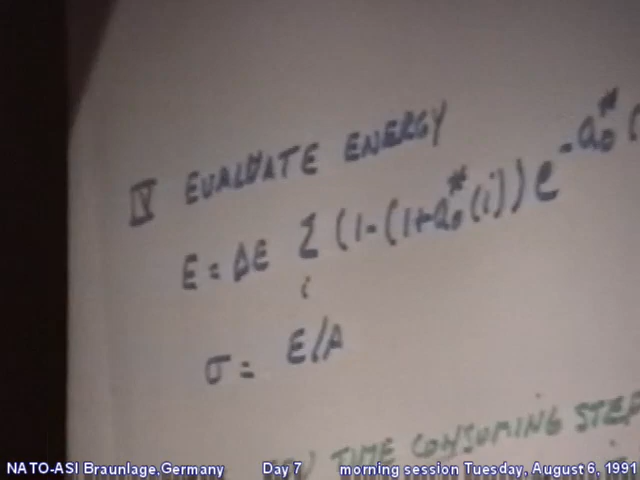 IV EVALUATE ENERGY
E = ΔE Σ (1-(1+a₀*(i)) e^-a₀*(
i
σ = E/A
TIME CONSUMING STEP
NATO-ASI Braunlage,Germany Day 7 morning session Tuesday, August 6, 1991